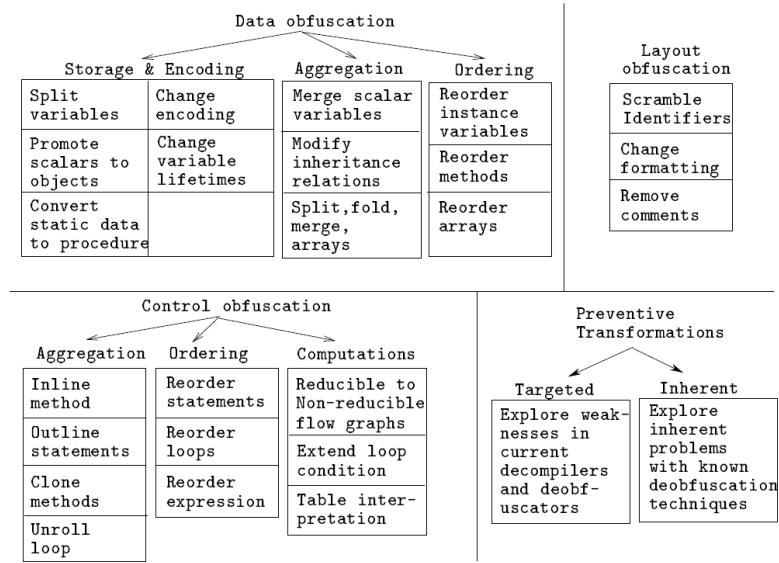 Data obfuscation
Storage & Encoding
Split
variables
Change
encoding
Promote
scalars to
objects
Change
variable
lifetimes
Convert
static data
to procedure
Aggregation
Merge scalar
variables
Modify
inheritance
relations
Split,fold,
merge,
arrays
Ordering
Reorder
instance
variables
Reorder
methods
Reorder
arrays
Layout
obfuscation
Scramble
Identifiers
Change
formatting
Remove
comments
Control obfuscation
Aggregation
Inline
method
Outline
statements
Clone
methods
Unroll
loop
Ordering
Reorder
statements
Reorder
loops
Reorder
expression
Computations
Reducible to
Non-reducible
flow graphs
Extend loop
condition
Table inter-
pretation
Preventive
Transformations
Targeted
Explore weak-
nesses in
current
decompilers
and deobf-
uscators
Inherent
Explore
inherent
problems
with known
deobfuscation
techniques